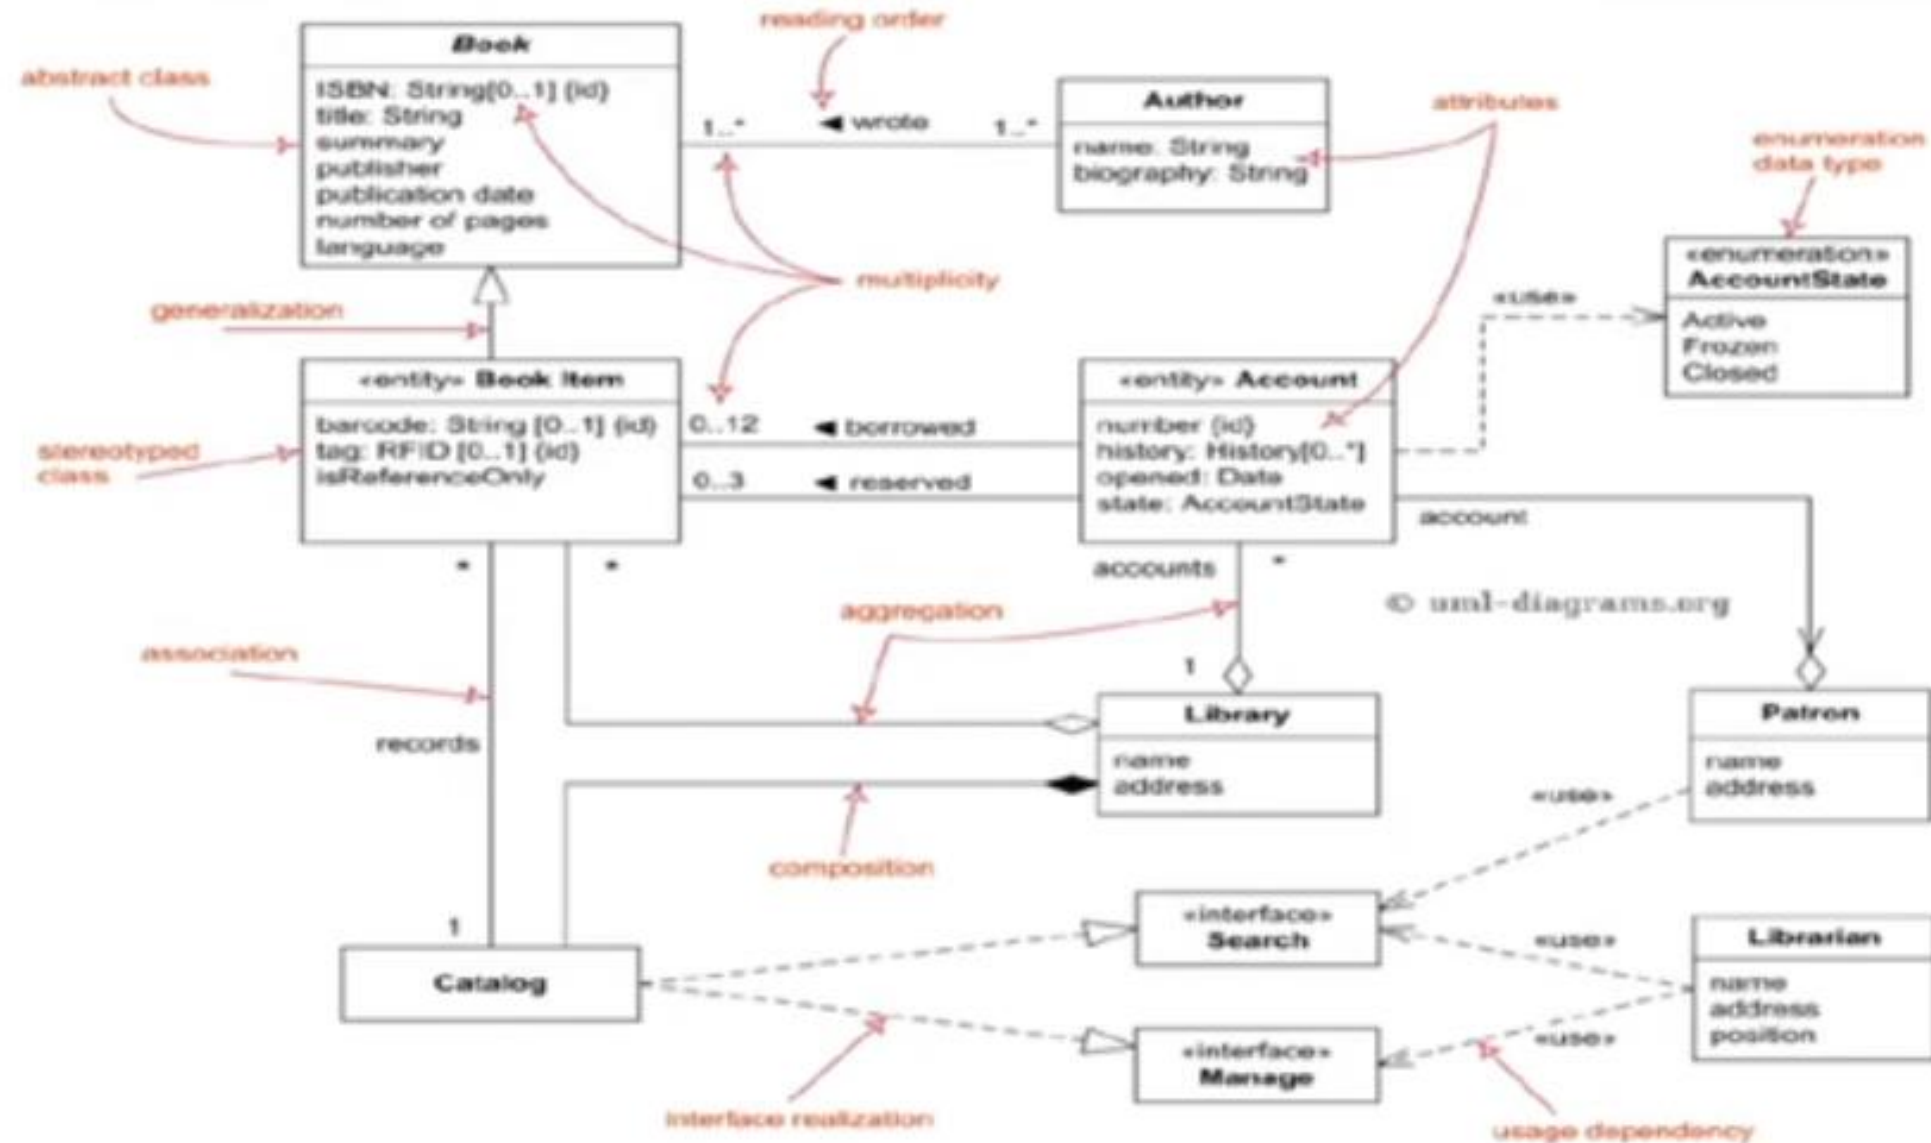 reading order
Book
abstract class
ISBN: String[0..1] {id}
title: String
summary
publisher
publication date
number of pages
language
1..*
◄ wrote
1..*
Author
name: String
biography: String
attributes
enumeration
data type
«enumeration»
AccountState
Active
Frozen
Closed
multiplicity
generalization
«use»
«entity» Book Item
barcode: String [0..1] {id}
tag: RFID [0..1] {id}
isReferenceOnly
stereotyped
class
0..12
◄ borrowed
0..3
◄ reserved
«entity» Account
number {id}
history: History[0..*]
opened: Date
state: AccountState
account
*
*
accounts
*
© uml-diagrams.org
aggregation
association
1
records
Library
name
address
Patron
name
address
«use»
composition
1
Catalog
«interface»
Search
«use»
Librarian
name
address
position
«interface»
Manage
«use»
interface realization
usage dependency